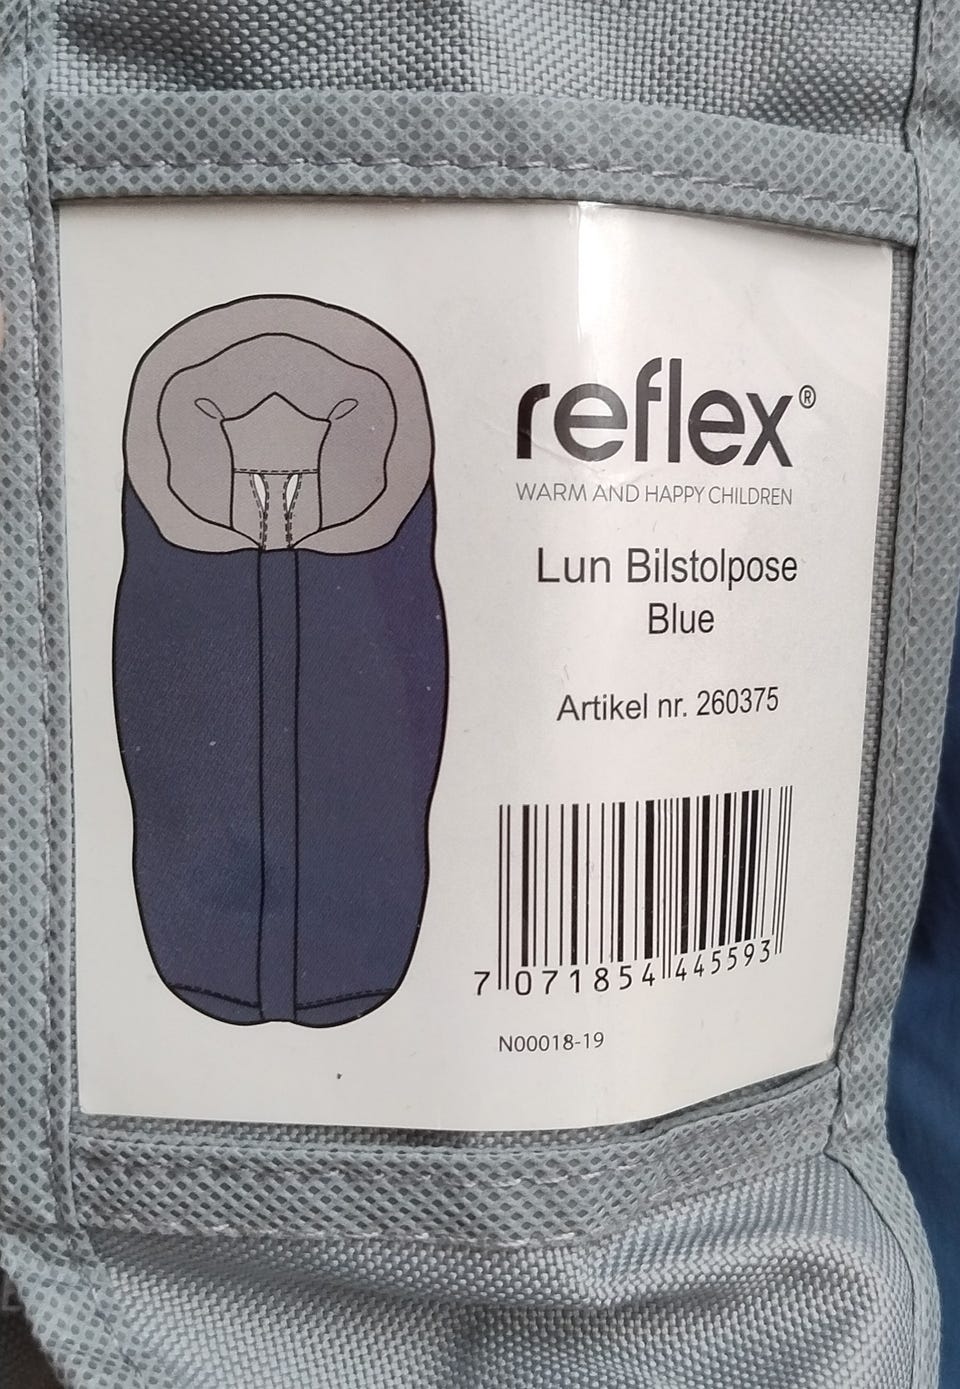 reflex®
WARM AND HAPPY CHILDREN
Lun Bilstolpose
Blue
Artikel nr. 260375
7 071854 445593
N00018-19